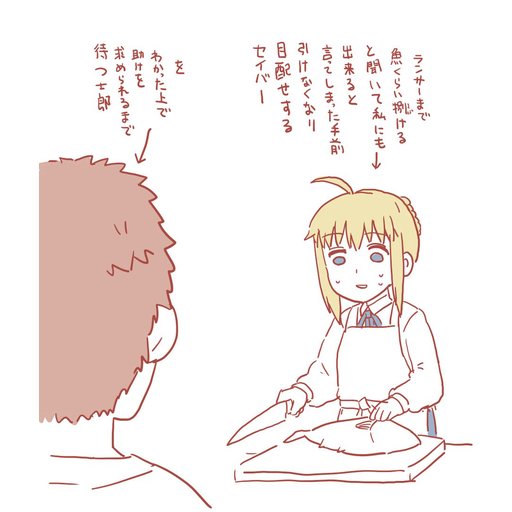 ランサーまで
魚くらい捌ける
と聞いて私にも
出来ると
言ってしまった手前
引けなくなり
目配せする
セイバー
を
わかった上で
助けを
求められるまで
待つ士郎